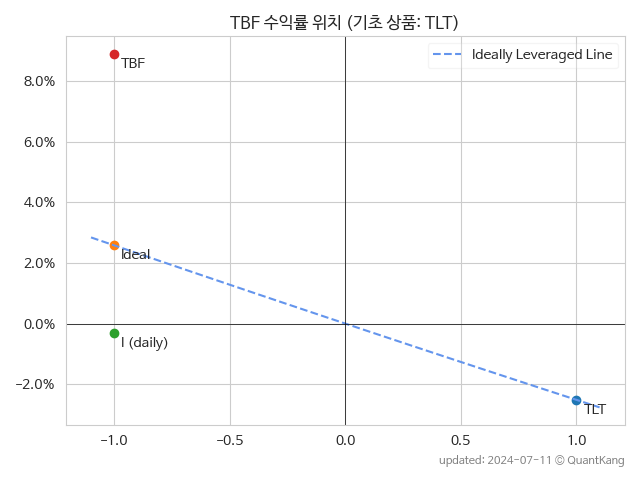 TBF 수익률 위치 (기초 상품: TLT)
Ideally Leveraged Line
TBF
8.0%
6.0%
4.0%
2.0%
0.0%
−2.0%
Ideal
I (daily)
TLT
−1.0 −0.5 0.0 0.5 1.0
updated: 2024-07-11 © QuantKang